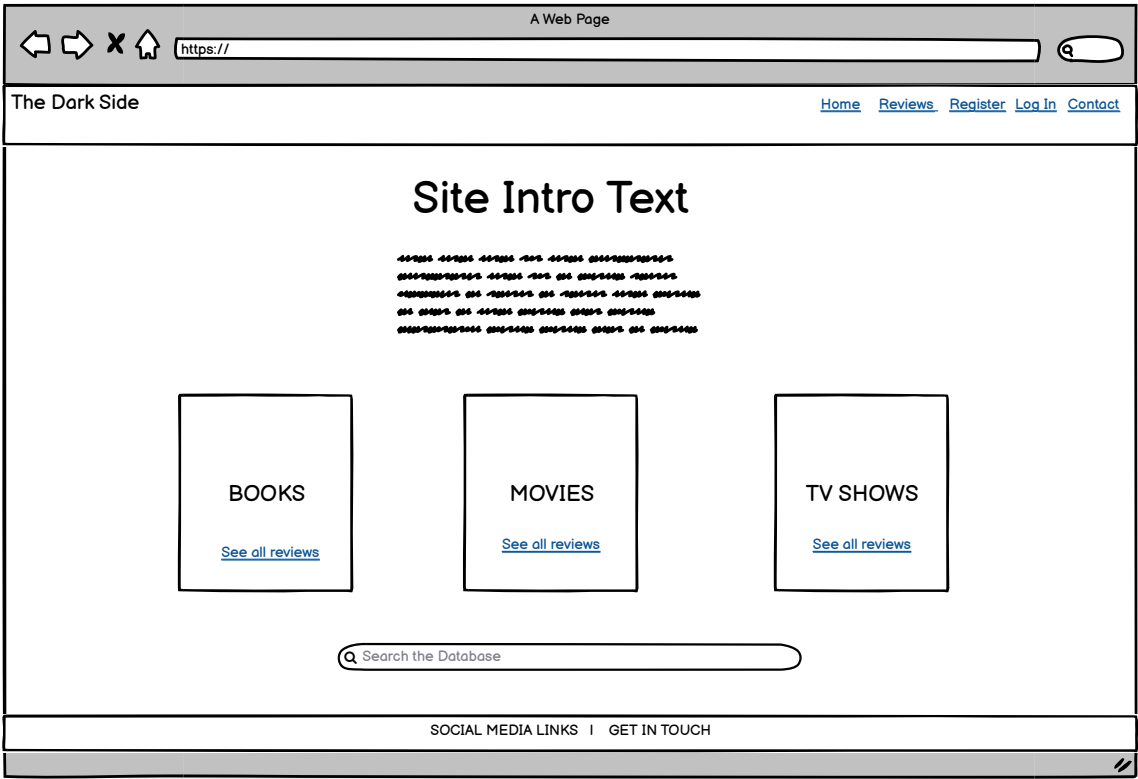 A Web Page
https://
The Dark Side
Home Reviews Register Log In Contact
Site Intro Text
BOOKS MOVIES TV SHOWS
See all reviews See all reviews See all reviews
Search the Database
SOCIAL MEDIA LINKS | GET IN TOUCH